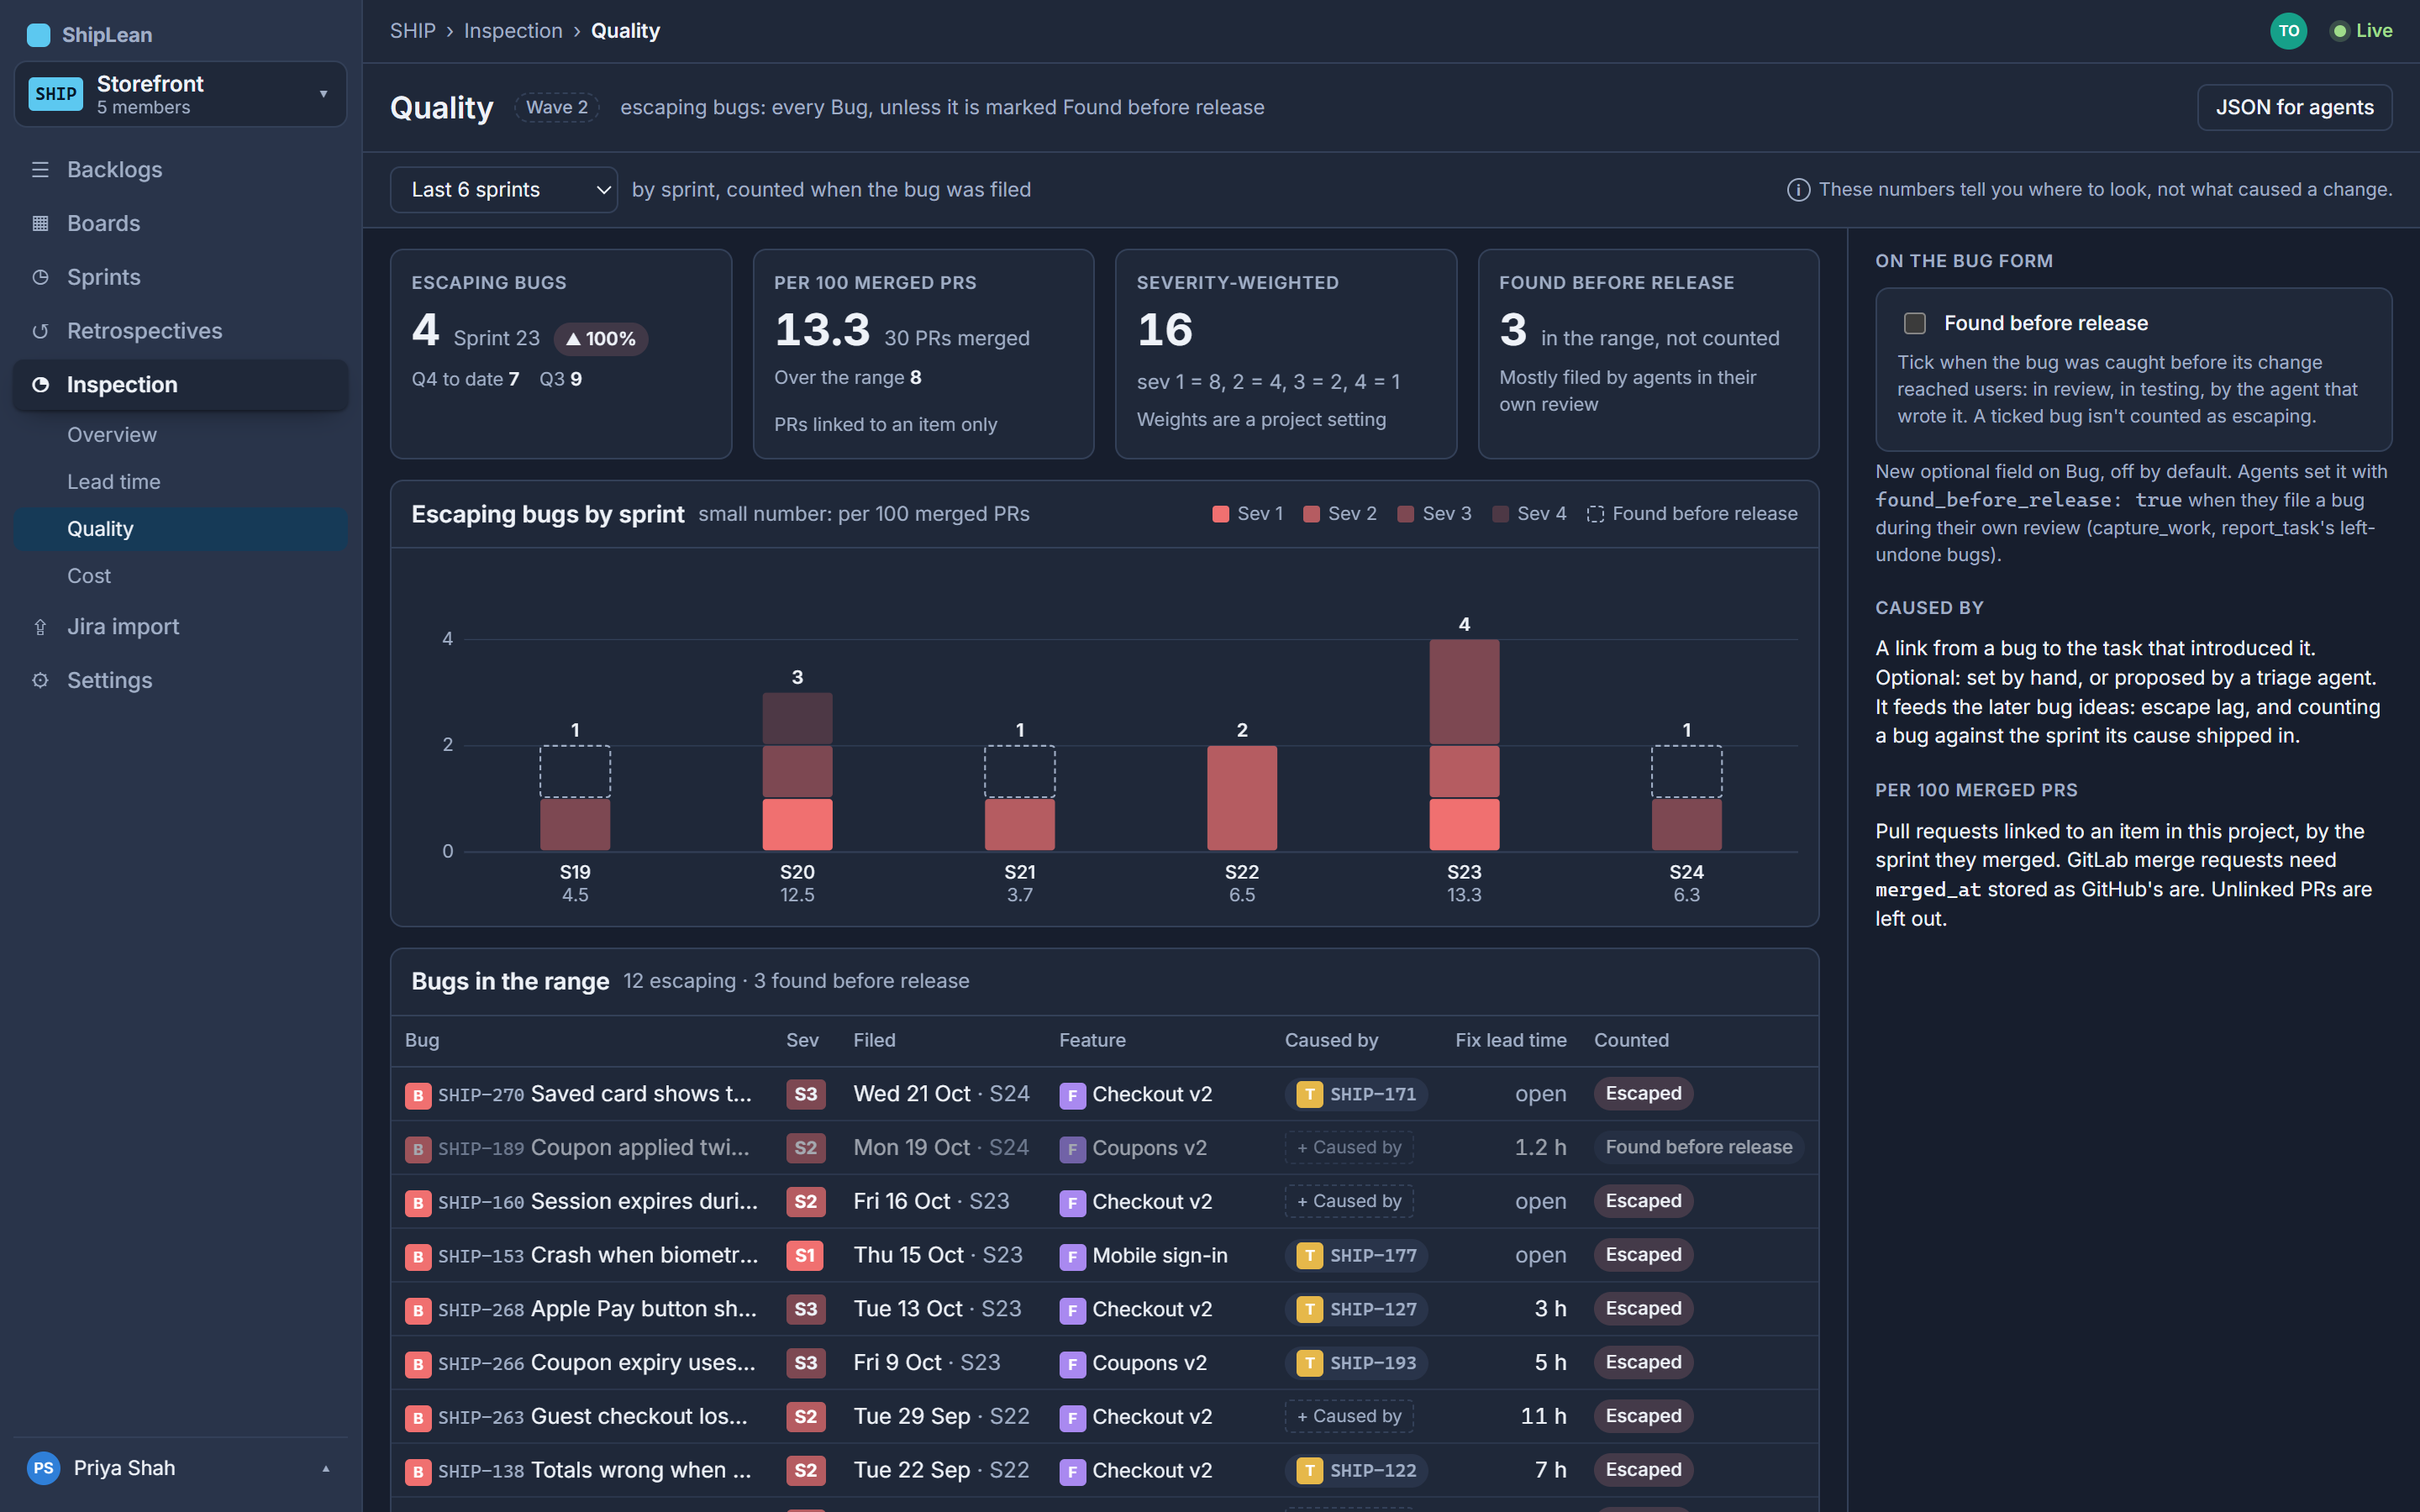 ShipLean
SHIP
Storefront
5 members
Backlogs
Boards
Sprints
Retrospectives
Inspection
Overview
Lead time
Quality
Cost
Jira import
Settings
PS Priya Shah
SHIP › Inspection › Quality
TO
Live
Quality Wave 2 escaping bugs: every Bug, unless it is marked Found before release
JSON for agents
Last 6 sprints by sprint, counted when the bug was filed
These numbers tell you where to look, not what caused a change.
ESCAPING BUGS
4 Sprint 23 ▲ 100%
Q4 to date 7 Q3 9
PER 100 MERGED PRS
13.3 30 PRs merged
Over the range 8
PRs linked to an item only
SEVERITY-WEIGHTED
16
sev 1 = 8, 2 = 4, 3 = 2, 4 = 1
Weights are a project setting
FOUND BEFORE RELEASE
3 in the range, not counted
Mostly filed by agents in their
own review
Escaping bugs by sprint small number: per 100 merged PRs
Sev 1 Sev 2 Sev 3 Sev 4 Found before release
4
2
0
1 3 1 2 4 1
S19 S20 S21 S22 S23 S24
4.5 12.5 3.7 6.5 13.3 6.3
Bugs in the range 12 escaping · 3 found before release
Bug Sev Filed Feature Caused by Fix lead time Counted
B SHIP-270 Saved card shows t... S3 Wed 21 Oct · S24 F Checkout v2 T SHIP-171 open Escaped
B SHIP-189 Coupon applied twi... S2 Mon 19 Oct · S24 F Coupons v2 + Caused by 1.2 h Found before release
B SHIP-160 Session expires duri... S2 Fri 16 Oct · S23 F Checkout v2 + Caused by open Escaped
B SHIP-153 Crash when biometr... S1 Thu 15 Oct · S23 F Mobile sign-in T SHIP-177 open Escaped
B SHIP-268 Apple Pay button sh... S3 Tue 13 Oct · S23 F Checkout v2 T SHIP-127 3 h Escaped
B SHIP-266 Coupon expiry uses... S3 Fri 9 Oct · S23 F Coupons v2 T SHIP-193 5 h Escaped
B SHIP-263 Guest checkout los... S2 Tue 29 Sep · S22 F Checkout v2 + Caused by 11 h Escaped
B SHIP-138 Totals wrong when ... S2 Tue 22 Sep · S22 F Checkout v2 T SHIP-122 7 h Escaped
ON THE BUG FORM
Found before release
Tick when the bug was caught before its change
reached users: in review, in testing, by the agent that
wrote it. A ticked bug isn't counted as escaping.
New optional field on Bug, off by default. Agents set it with
found_before_release: true when they file a bug
during their own review (capture_work, report_task's left-
undone bugs).
CAUSED BY
A link from a bug to the task that introduced it.
Optional: set by hand, or proposed by a triage agent.
It feeds the later bug ideas: escape lag, and counting
a bug against the sprint its cause shipped in.
PER 100 MERGED PRS
Pull requests linked to an item in this project, by the
sprint they merged. GitLab merge requests need
merged_at stored as GitHub's are. Unlinked PRs are
left out.